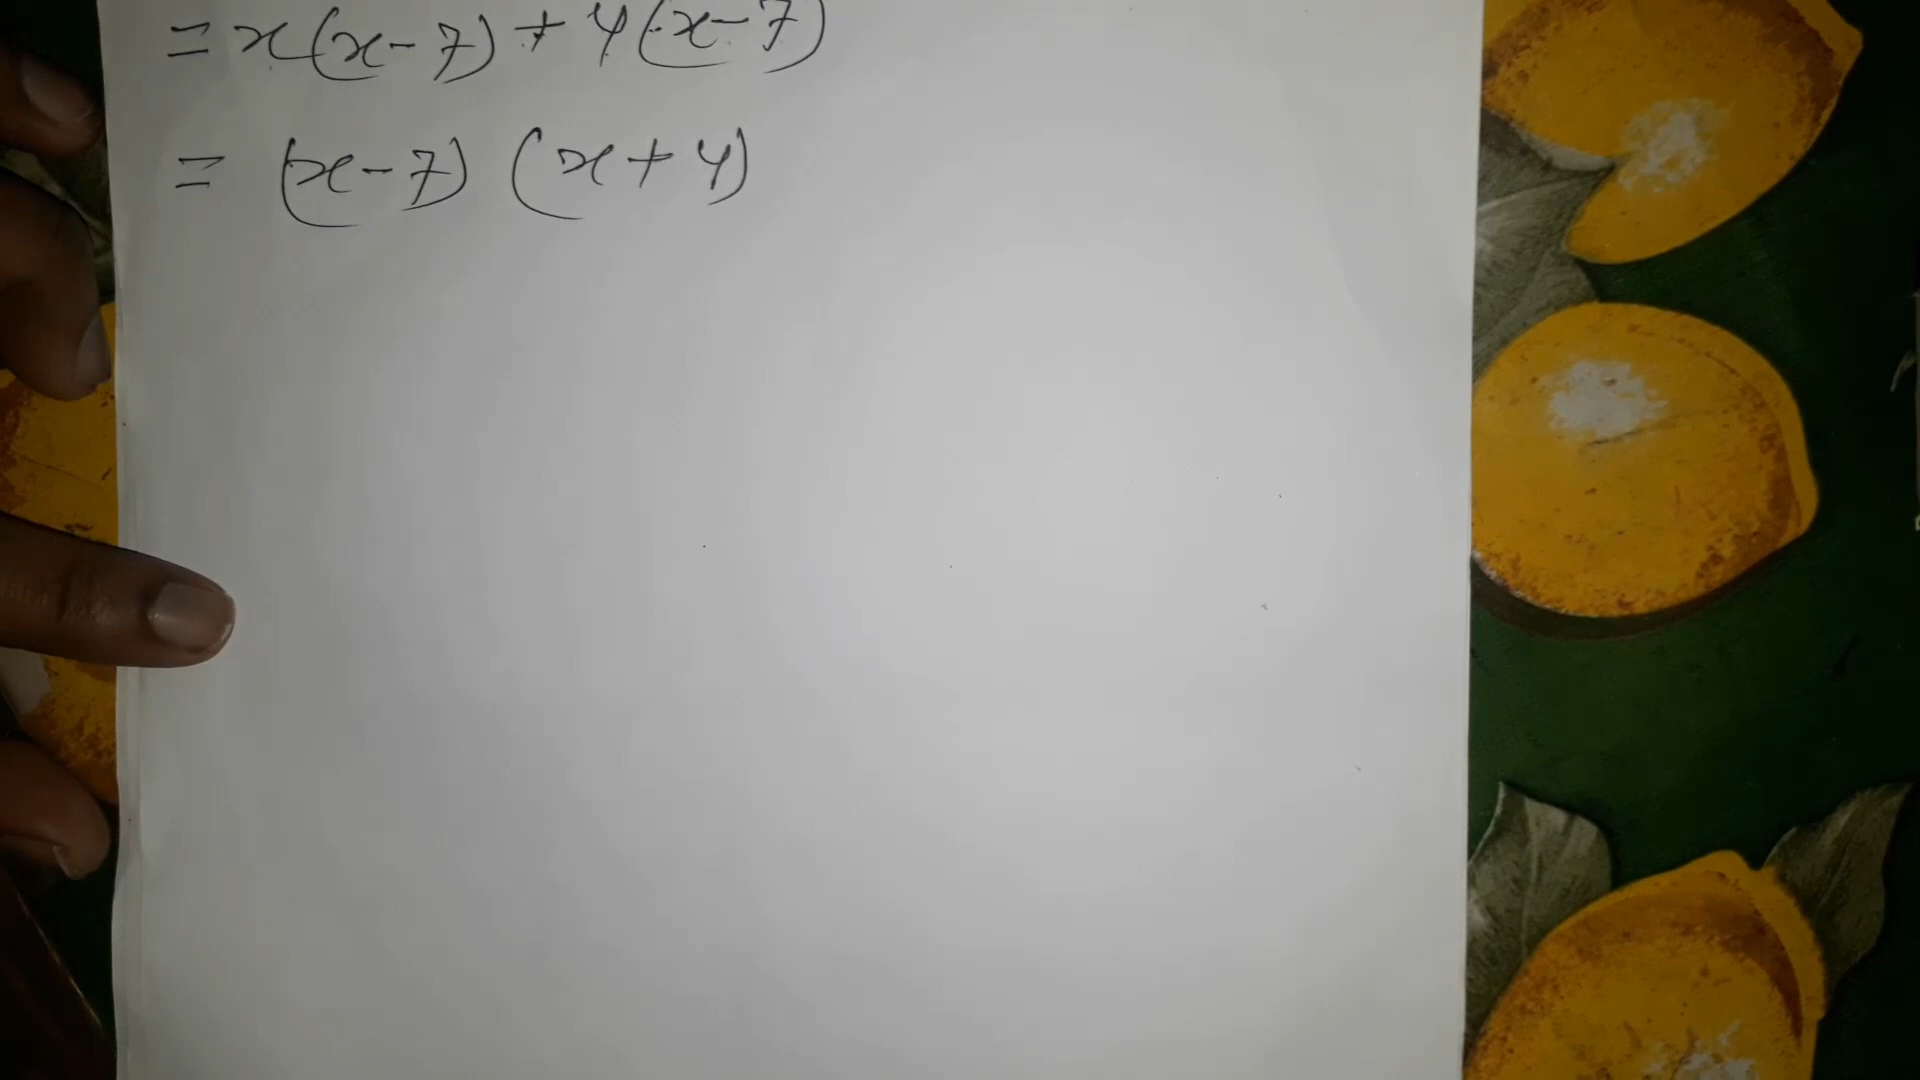 = x(x-7) + 4(x-7)
= (x-7) (x+4)